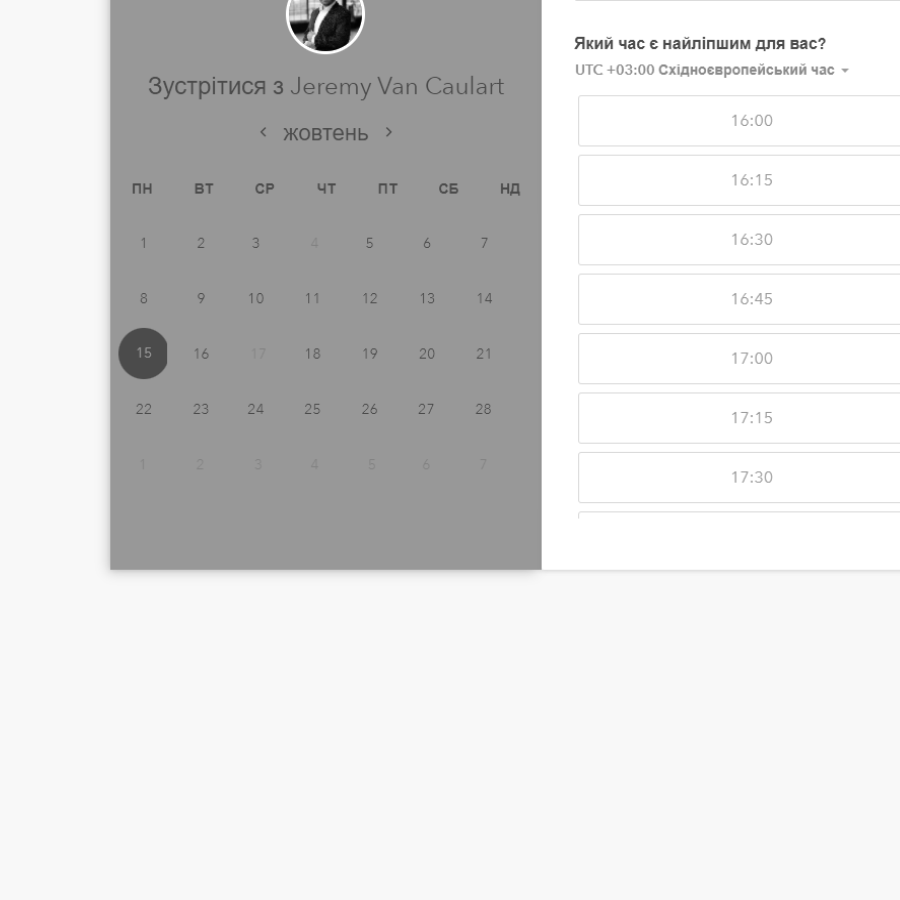 Зустрітися з Jeremy Van Caulart
жовтень
ПН ВТ СР ЧТ ПТ СБ НД
1 2 3 4 5 6 7
8 9 10 11 12 13 14
15 16 17 18 19 20 21
22 23 24 25 26 27 28
1 2 3 4 5 6 7
Який час є найліпшим для вас?
UTC +03:00 Східноєвропейський час
16:00
16:15
16:30
16:45
17:00
17:15
17:30